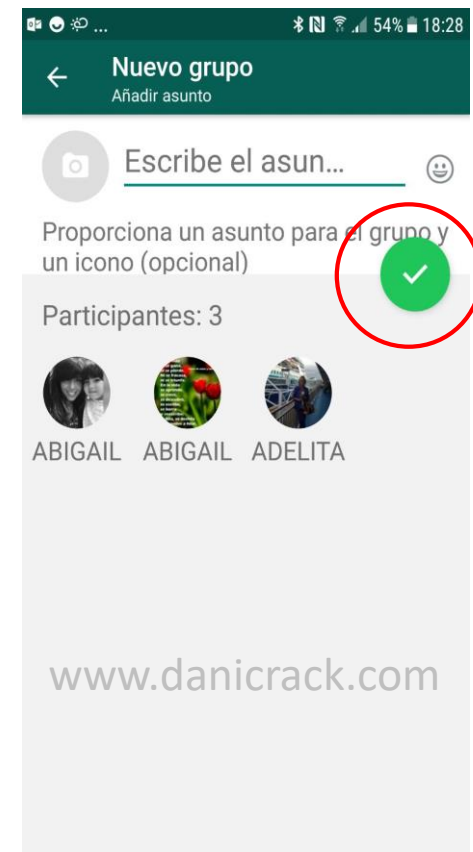 ... 54% 18:28
Nuevo grupo
Añadir asunto
Escribe el asun...
Proporciona un asunto para el grupo y
un icono (opcional)
Participantes: 3
ABIGAIL ABIGAIL ADELITA
www.danicrack.com